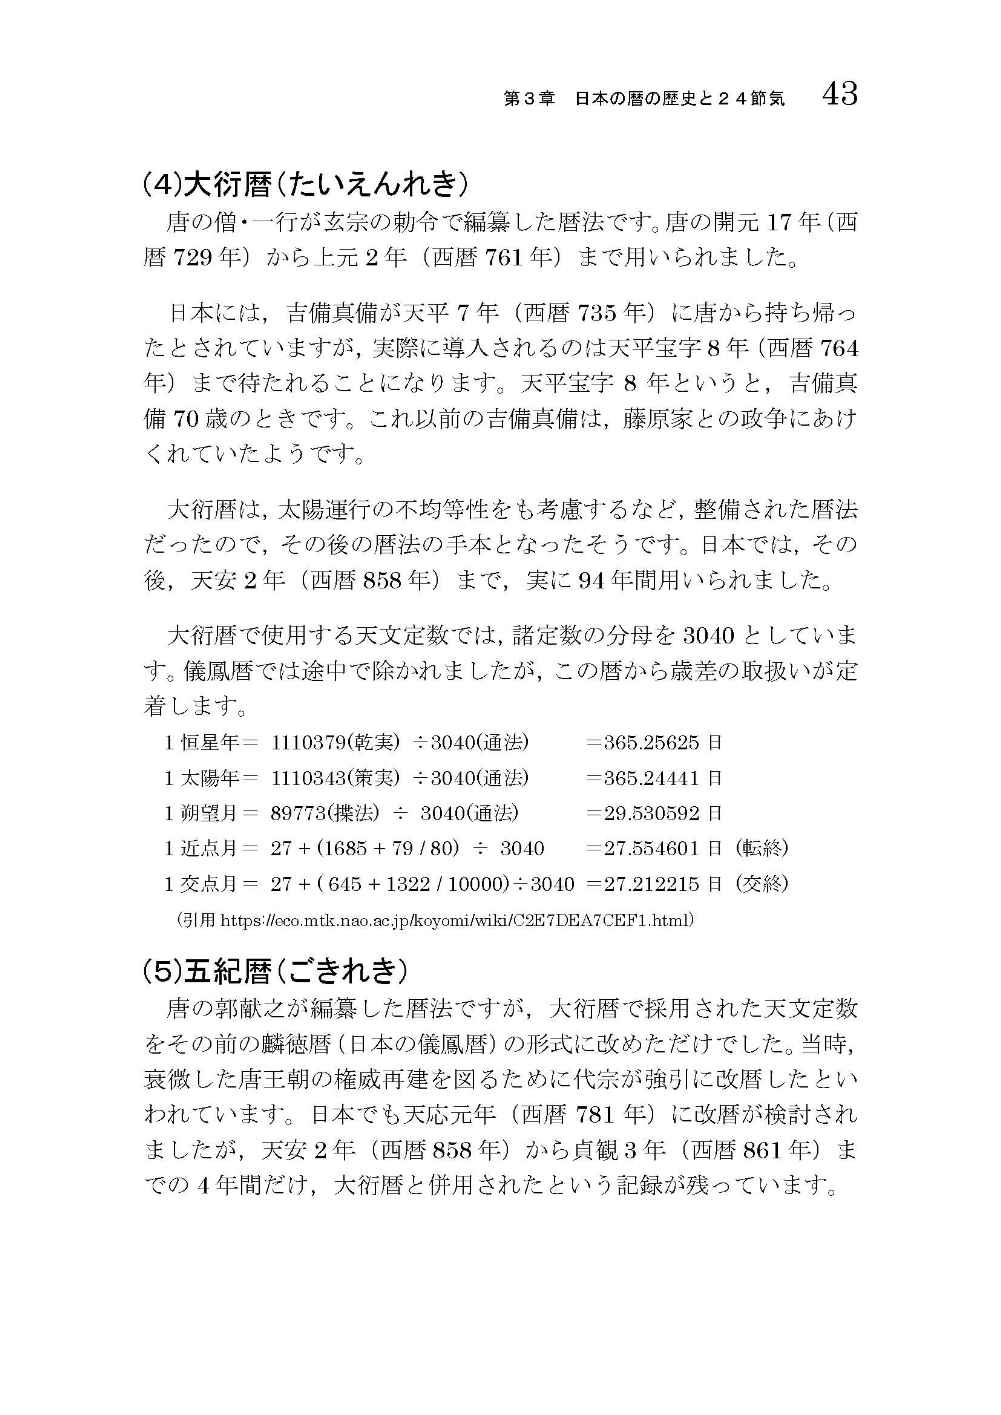 第３章　日本の暦の歴史と２４節気　43
(4)大衍暦(たいえんれき)
唐の僧・一行が玄宗の勅令で編纂した暦法です。唐の開元 17 年（西
暦 729 年）から上元 2 年（西暦 761 年）まで用いられました。
日本には，吉備真備が天平 7 年（西暦 735 年）に唐から持ち帰っ
たとされていますが，実際に導入されるのは天平宝字 8 年（西暦 764
年）まで待たれることになります。天平宝字 8 年というと，吉備真
備 70 歳のときです。これ以前の吉備真備は，藤原家との政争にあけ
くれていたようです。
大衍暦は，太陽運行の不均等性をも考慮するなど，整備された暦法
だったので，その後の暦法の手本となったそうです。日本では，その
後，天安 2 年（西暦 858 年）まで，実に 94 年間用いられました。
大衍暦で使用する天文定数では，諸定数の分母を 3040 としていま
す。儀鳳暦では途中で除かれましたが，この暦から歳差の取扱いが定
着します。
1 恒星年＝ 1110379(乾実) ÷3040(通法) ＝365.25625 日
1 太陽年＝ 1110343(策実) ÷3040(通法) ＝365.24441 日
1 朔望月＝ 89773(揲法) ÷ 3040(通法) ＝29.530592 日
1 近点月＝ 27 + (1685 + 79 / 80) ÷ 3040 ＝27.554601 日 (転終)
1 交点月＝ 27 + ( 645 + 1322 / 10000)÷3040 ＝27.212215 日 (交終)
（引用 https://eco.mtk.nao.ac.jp/koyomi/wiki/C2E7DEA7CEF1.html）
(5)五紀暦(ごきれき)
唐の郭献之が編纂した暦法ですが，大衍暦で採用された天文定数
をその前の麟徳暦（日本の儀鳳暦）の形式に改めただけでした。当時，
衰微した唐王朝の権威再建を図るために代宗が強引に改暦したとい
われています。日本でも天応元年（西暦 781 年）に改暦が検討され
ましたが，天安 2 年（西暦 858 年）から貞観 3 年（西暦 861 年）ま
での 4 年間だけ，大衍暦と併用されたという記録が残っています。